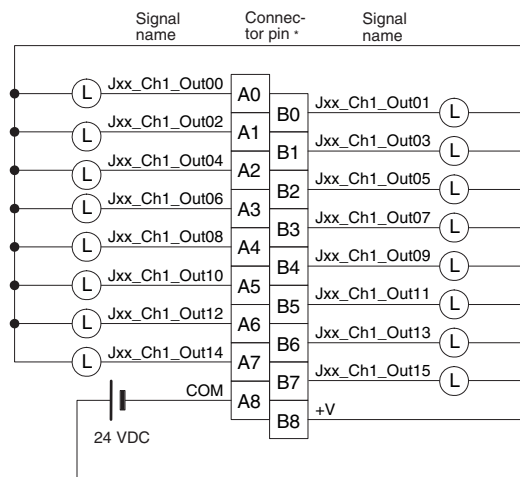 Signal name Connec- tor pin * Signal name
L Jxx_Ch1_Out00 A0
B0 Jxx_Ch1_Out01 L
L Jxx_Ch1_Out02 A1
B1 Jxx_Ch1_Out03 L
L Jxx_Ch1_Out04 A2
B2 Jxx_Ch1_Out05 L
L Jxx_Ch1_Out06 A3
B3 Jxx_Ch1_Out07 L
L Jxx_Ch1_Out08 A4
B4 Jxx_Ch1_Out09 L
L Jxx_Ch1_Out10 A5
B5 Jxx_Ch1_Out11 L
L Jxx_Ch1_Out12 A6
B6 Jxx_Ch1_Out13 L
L Jxx_Ch1_Out14 A7
B7 Jxx_Ch1_Out15 L
COM A8
B8 +V
24 VDC